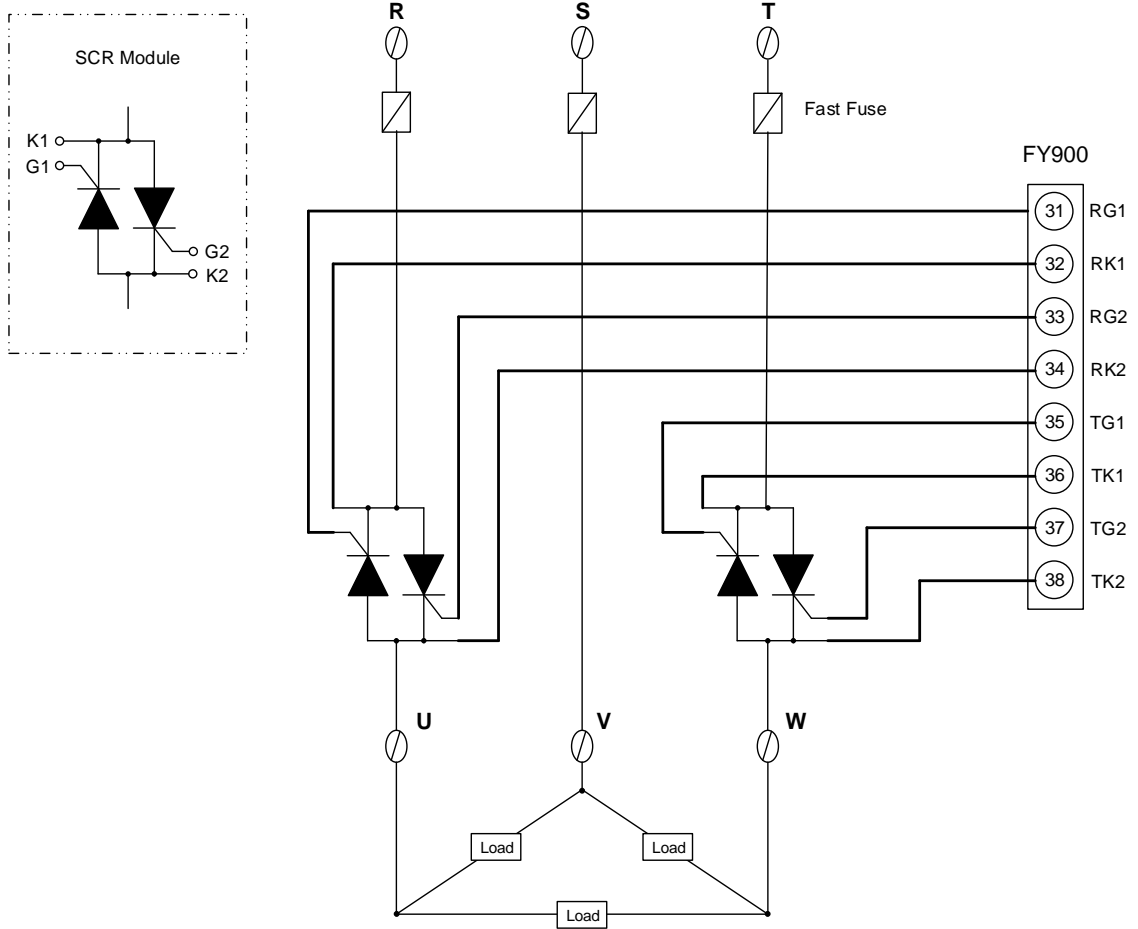 R
S
T
SCR Module
K1
G1
G2
K2
Fast Fuse
FY900
31 RG1
32 RK1
33 RG2
34 RK2
35 TG1
36 TK1
37 TG2
38 TK2
U
V
W
Load
Load
Load